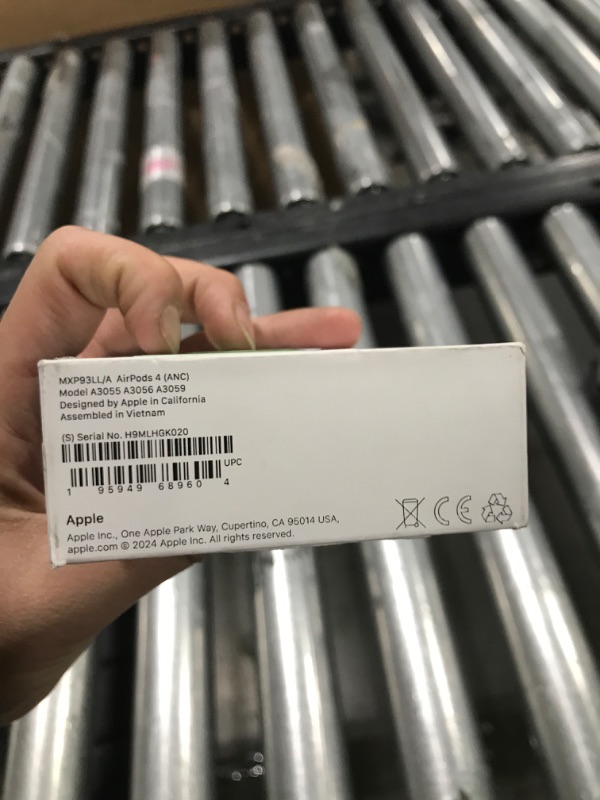 MXP93LL/A AirPods 4 (ANC)
Model A3055 A3056 A3059
Designed by Apple in California
Assembled in Vietnam
(S) Serial No. H9MLHGK020
UPC
1 95949 68960 4
Apple
Apple Inc., One Apple Park Way, Cupertino, CA 95014 USA,
apple.com © 2024 Apple Inc. All rights reserved.
CE